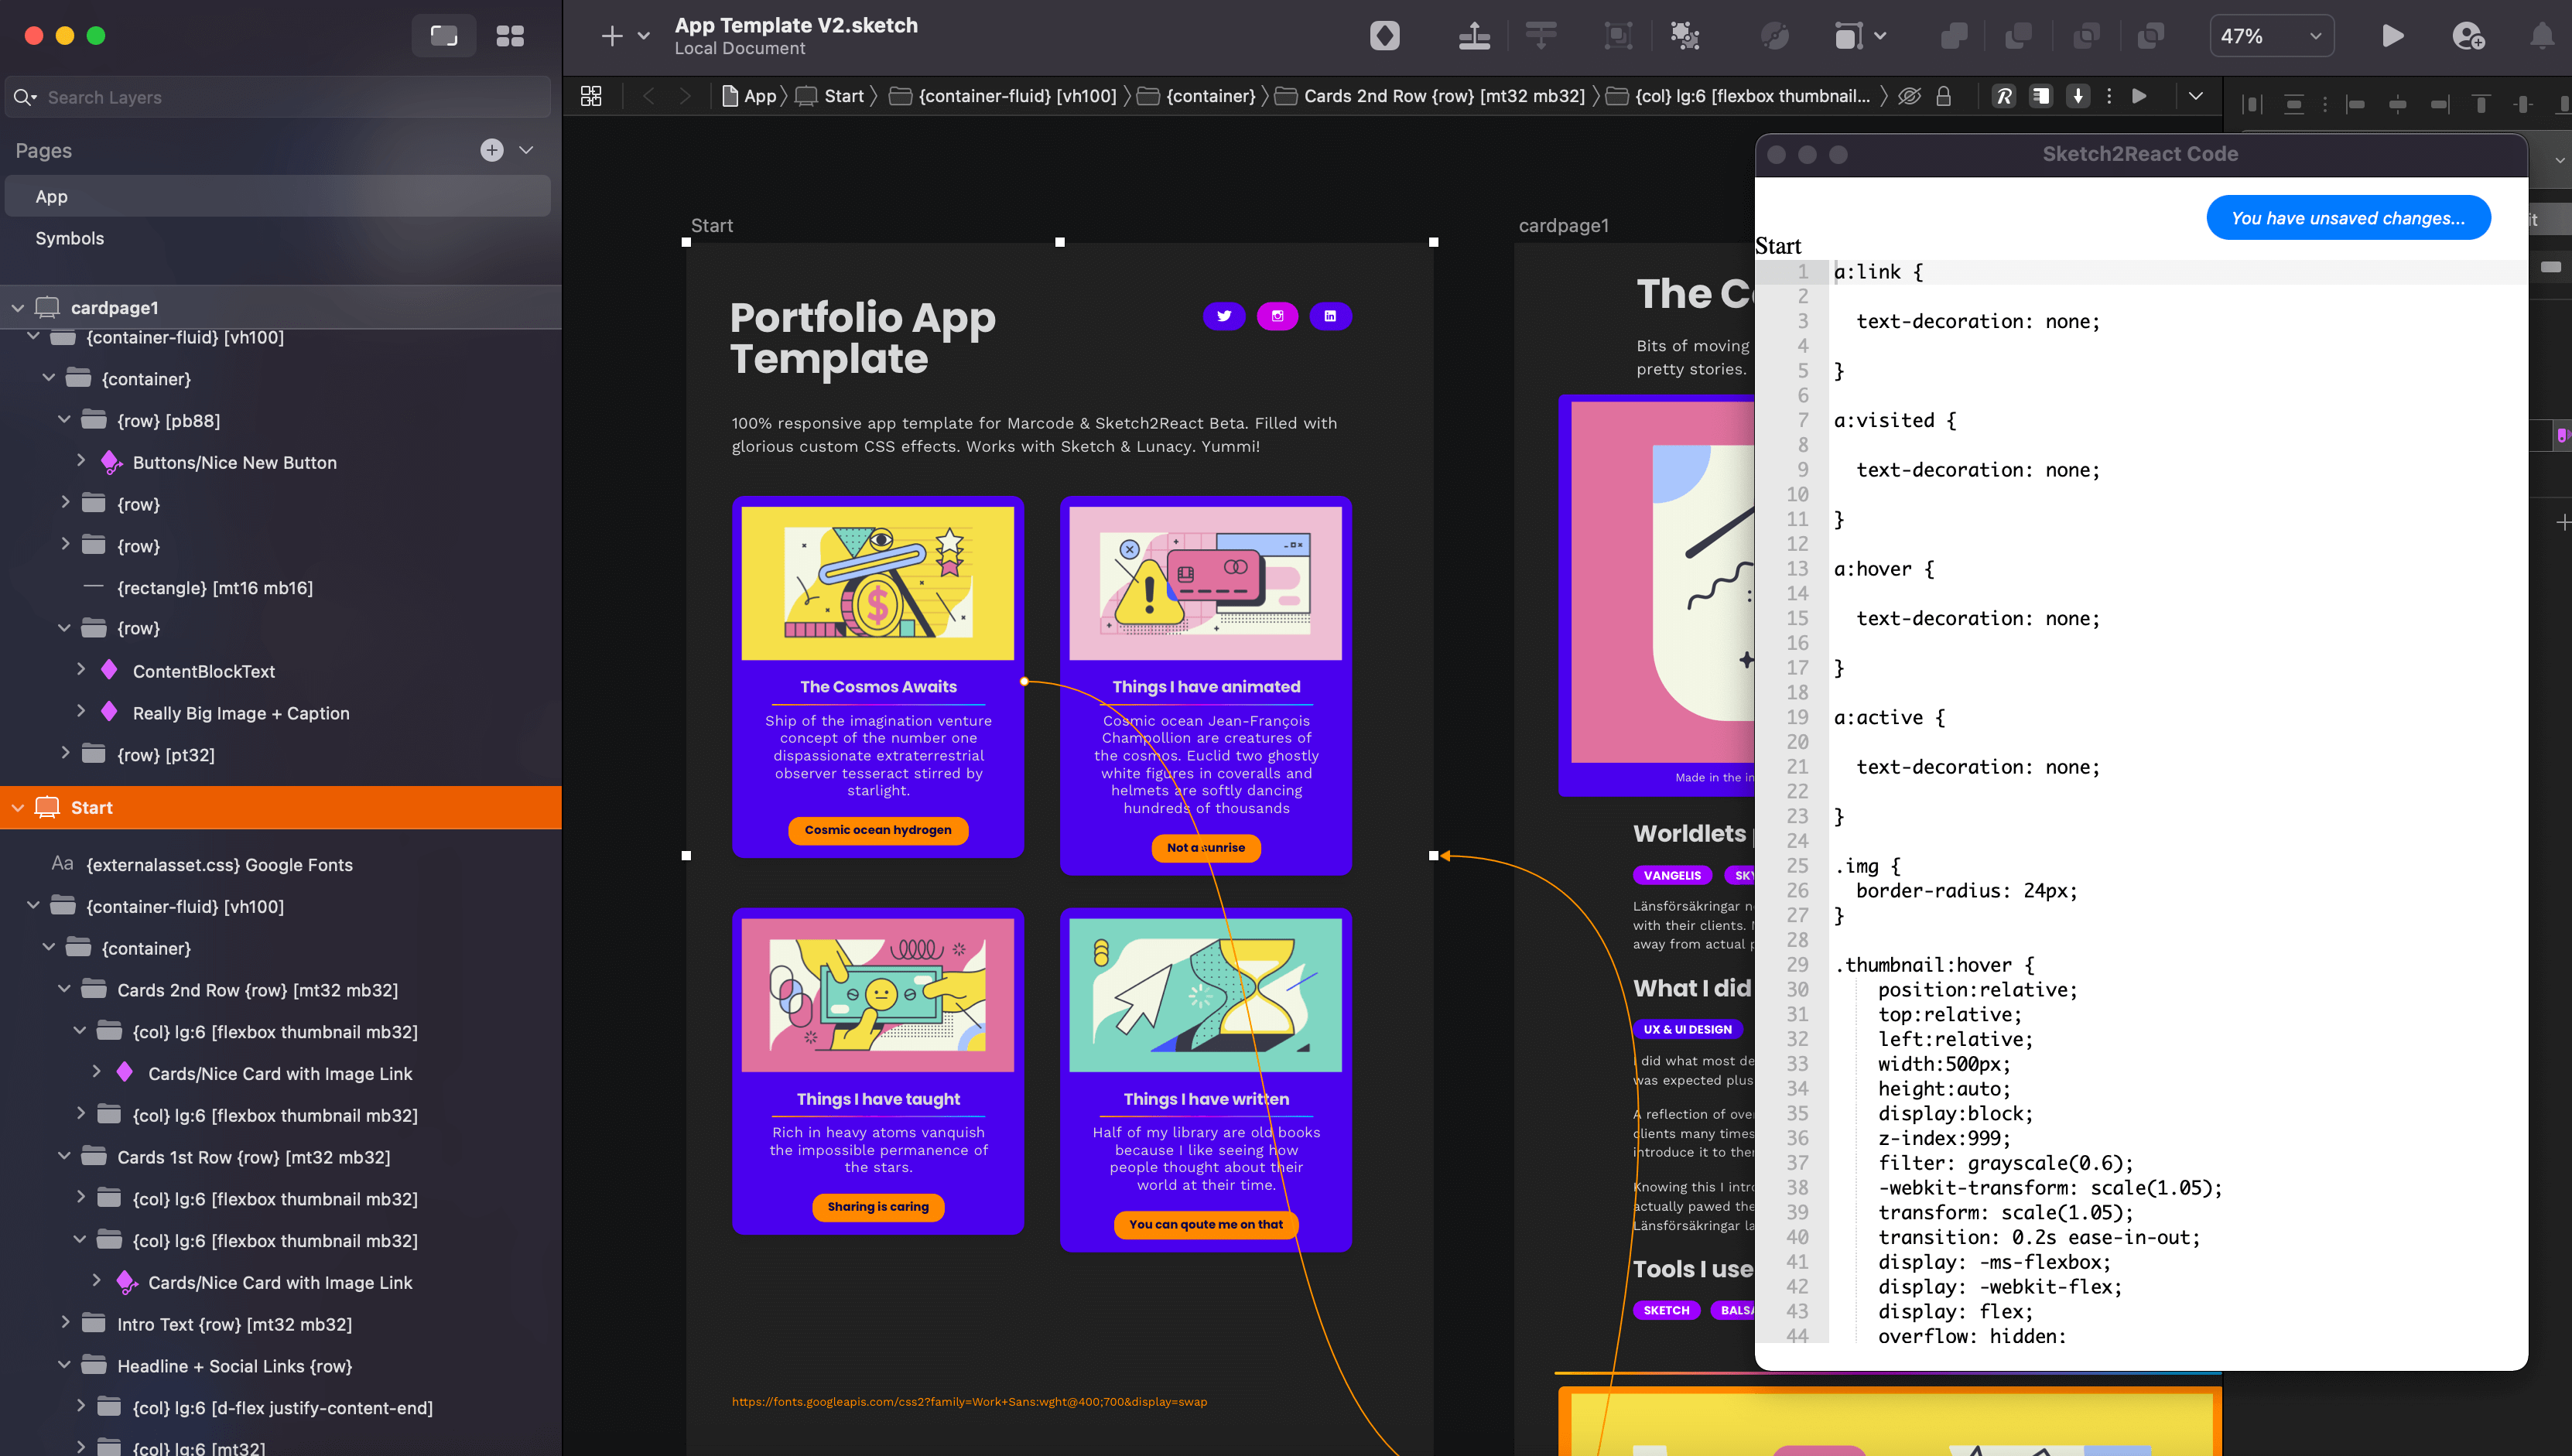 App Template V2.sketch
Local Document
47%
Search Layers
App
Start
{container-fluid} [vh100]
{container}
Cards 2nd Row {row} [mt32 mb32]
{col} lg:6 [flexbox thumbnail...
Pages
App
Symbols
cardpage1
{container-fluid} [vh100]
{container}
{row} [pb88]
Buttons/Nice New Button
{row}
{row}
{rectangle} [mt16 mb16]
{row}
ContentBlockText
Really Big Image + Caption
{row} [pt32]
Start
Aa {externalasset.css} Google Fonts
{container-fluid} [vh100]
{container}
Cards 2nd Row {row} [mt32 mb32]
{col} lg:6 [flexbox thumbnail mb32]
Cards/Nice Card with Image Link
{col} lg:6 [flexbox thumbnail mb32]
Cards 1st Row {row} [mt32 mb32]
{col} lg:6 [flexbox thumbnail mb32]
{col} lg:6 [flexbox thumbnail mb32]
Cards/Nice Card with Image Link
Intro Text {row} [mt32 mb32]
Headline + Social Links {row}
{col} lg:6 [d-flex justify-content-end]
{col} lg:6 [mt32]
Start
Portfolio App
Template
100% responsive app template for Marcode & Sketch2React Beta. Filled with
glorious custom CSS effects. Works with Sketch & Lunacy. Yummi!
The Cosmos Awaits
Ship of the imagination venture
concept of the number one
dispassionate extraterrestrial
observer tesseract stirred by
starlight.
Cosmic ocean hydrogen
Things I have animated
Cosmic ocean Jean-François
Champollion are creatures of
the cosmos. Euclid two ghostly
white figures in coveralls and
helmets are softly dancing
hundreds of thousands
Not a sunrise
Things I have taught
Rich in heavy atoms vanquish
the impossible permanence of
the stars.
Sharing is caring
Things I have written
Half of my library are old books
because I like seeing how
people thought about their
world at their time.
You can qoute me on that
https://fonts.googleapis.com/css2?family=Work+Sans:wght@400;700&display=swap
cardpage1
The C
Bits of moving
pretty stories.
Made in the in
Worldlets
VANGELIS
SKY
Länsförsäkringar n
with their clients.
away from actual p
What I did
UX & UI DESIGN
I did what most de
was expected plus
A reflection of over
clients many times
introduce it to the
Knowing this I intr
actually pawed the
Länsförsäkringar la
Tools I use
SKETCH
BALSA
Sketch2React Code
You have unsaved changes...
it
Start
1 a:link {
2
3 text-decoration: none;
4
5 }
6
7 a:visited {
8
9 text-decoration: none;
10
11 }
12
13 a:hover {
14
15 text-decoration: none;
16
17 }
18
19 a:active {
20
21 text-decoration: none;
22
23 }
24
25 .img {
26 border-radius: 24px;
27 }
28
29 .thumbnail:hover {
30 position:relative;
31 top:relative;
32 left:relative;
33 width:500px;
34 height:auto;
35 display:block;
36 z-index:999;
37 filter: grayscale(0.6);
38 -webkit-transform: scale(1.05);
39 transform: scale(1.05);
40 transition: 0.2s ease-in-out;
41 display: -ms-flexbox;
42 display: -webkit-flex;
43 display: flex;
44 overflow: hidden;